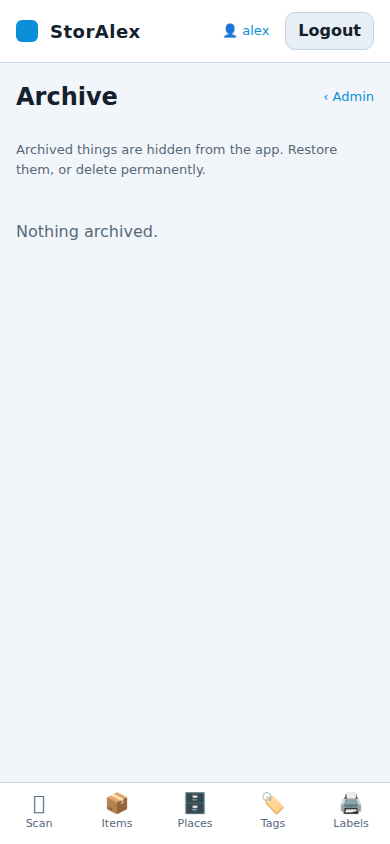 StorAlex
alex
Logout
Archive
‹ Admin
Archived things are hidden from the app. Restore
them, or delete permanently.
Nothing archived.
Scan
Items
Places
Tags
Labels